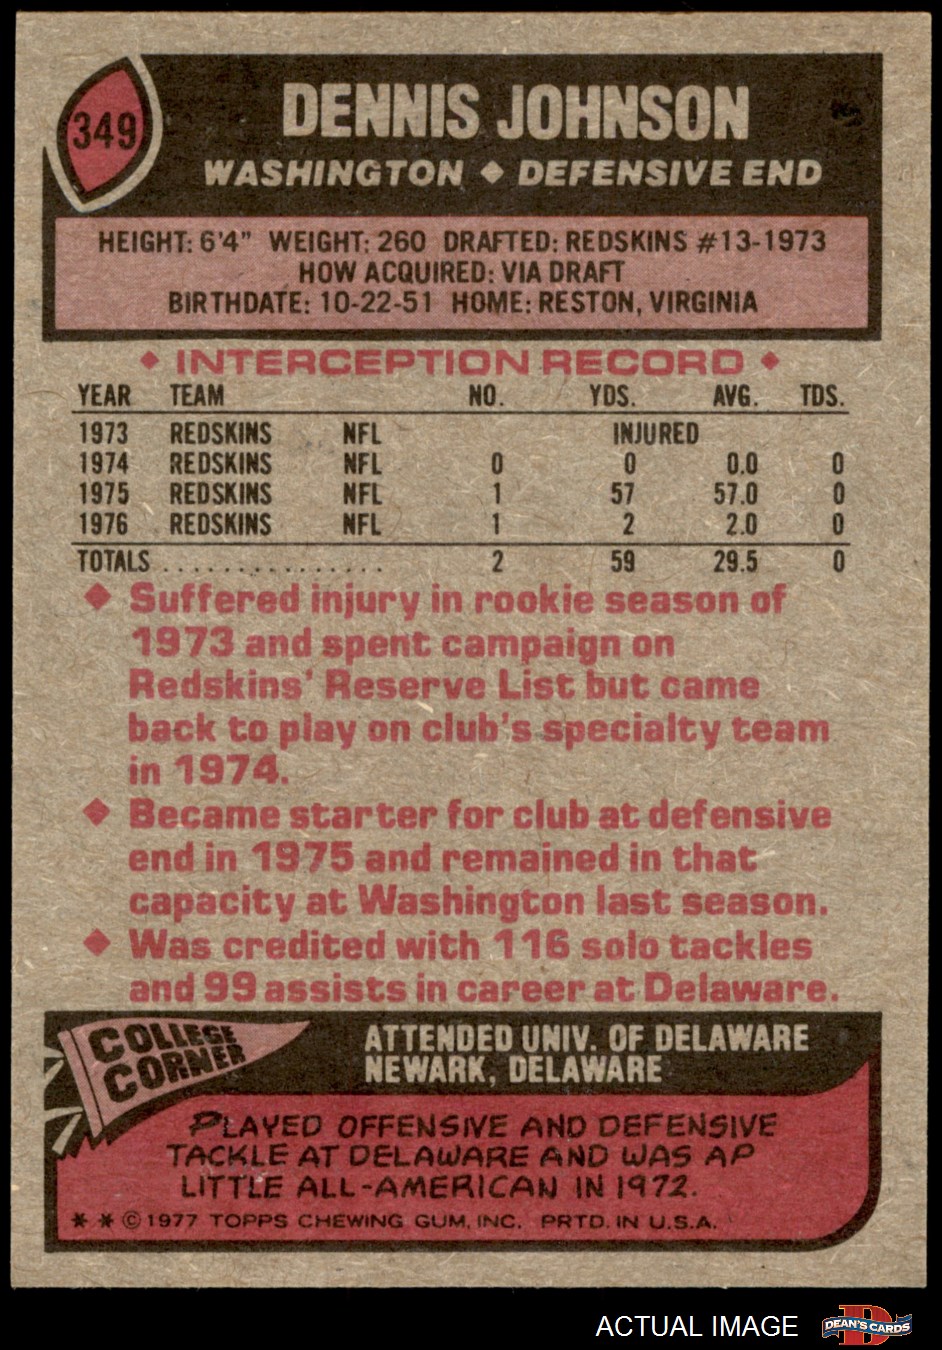 349
DENNIS JOHNSON
WASHINGTON ◆ DEFENSIVE END
HEIGHT: 6'4" WEIGHT: 260 DRAFTED: REDSKINS #13-1973
HOW ACQUIRED: VIA DRAFT
BIRTHDATE: 10-22-51 HOME: RESTON, VIRGINIA
◆ INTERCEPTION RECORD ◆
YEAR TEAM NO. YDS. AVG. TDS.
1973 REDSKINS NFL INJURED
1974 REDSKINS NFL 0 0 0.0 0
1975 REDSKINS NFL 1 57 57.0 0
1976 REDSKINS NFL 1 2 2.0 0
TOTALS ............... 2 59 29.5 0
◆ Suffered injury in rookie season of
1973 and spent campaign on
Redskins' Reserve List but came
back to play on club's specialty team
in 1974.
◆ Became starter for club at defensive
end in 1975 and remained in that
capacity at Washington last season.
◆ Was credited with 116 solo tackles
and 99 assists in career at Delaware.
COLLEGE
CORNER
ATTENDED UNIV. OF DELAWARE
NEWARK, DELAWARE
PLAYED OFFENSIVE AND DEFENSIVE
TACKLE AT DELAWARE AND WAS AP
LITTLE ALL-AMERICAN IN 1972.
* * © 1977 TOPPS CHEWING GUM, INC. PRTD. IN U.S.A.
ACTUAL IMAGE
D
DEAN'S CARDS